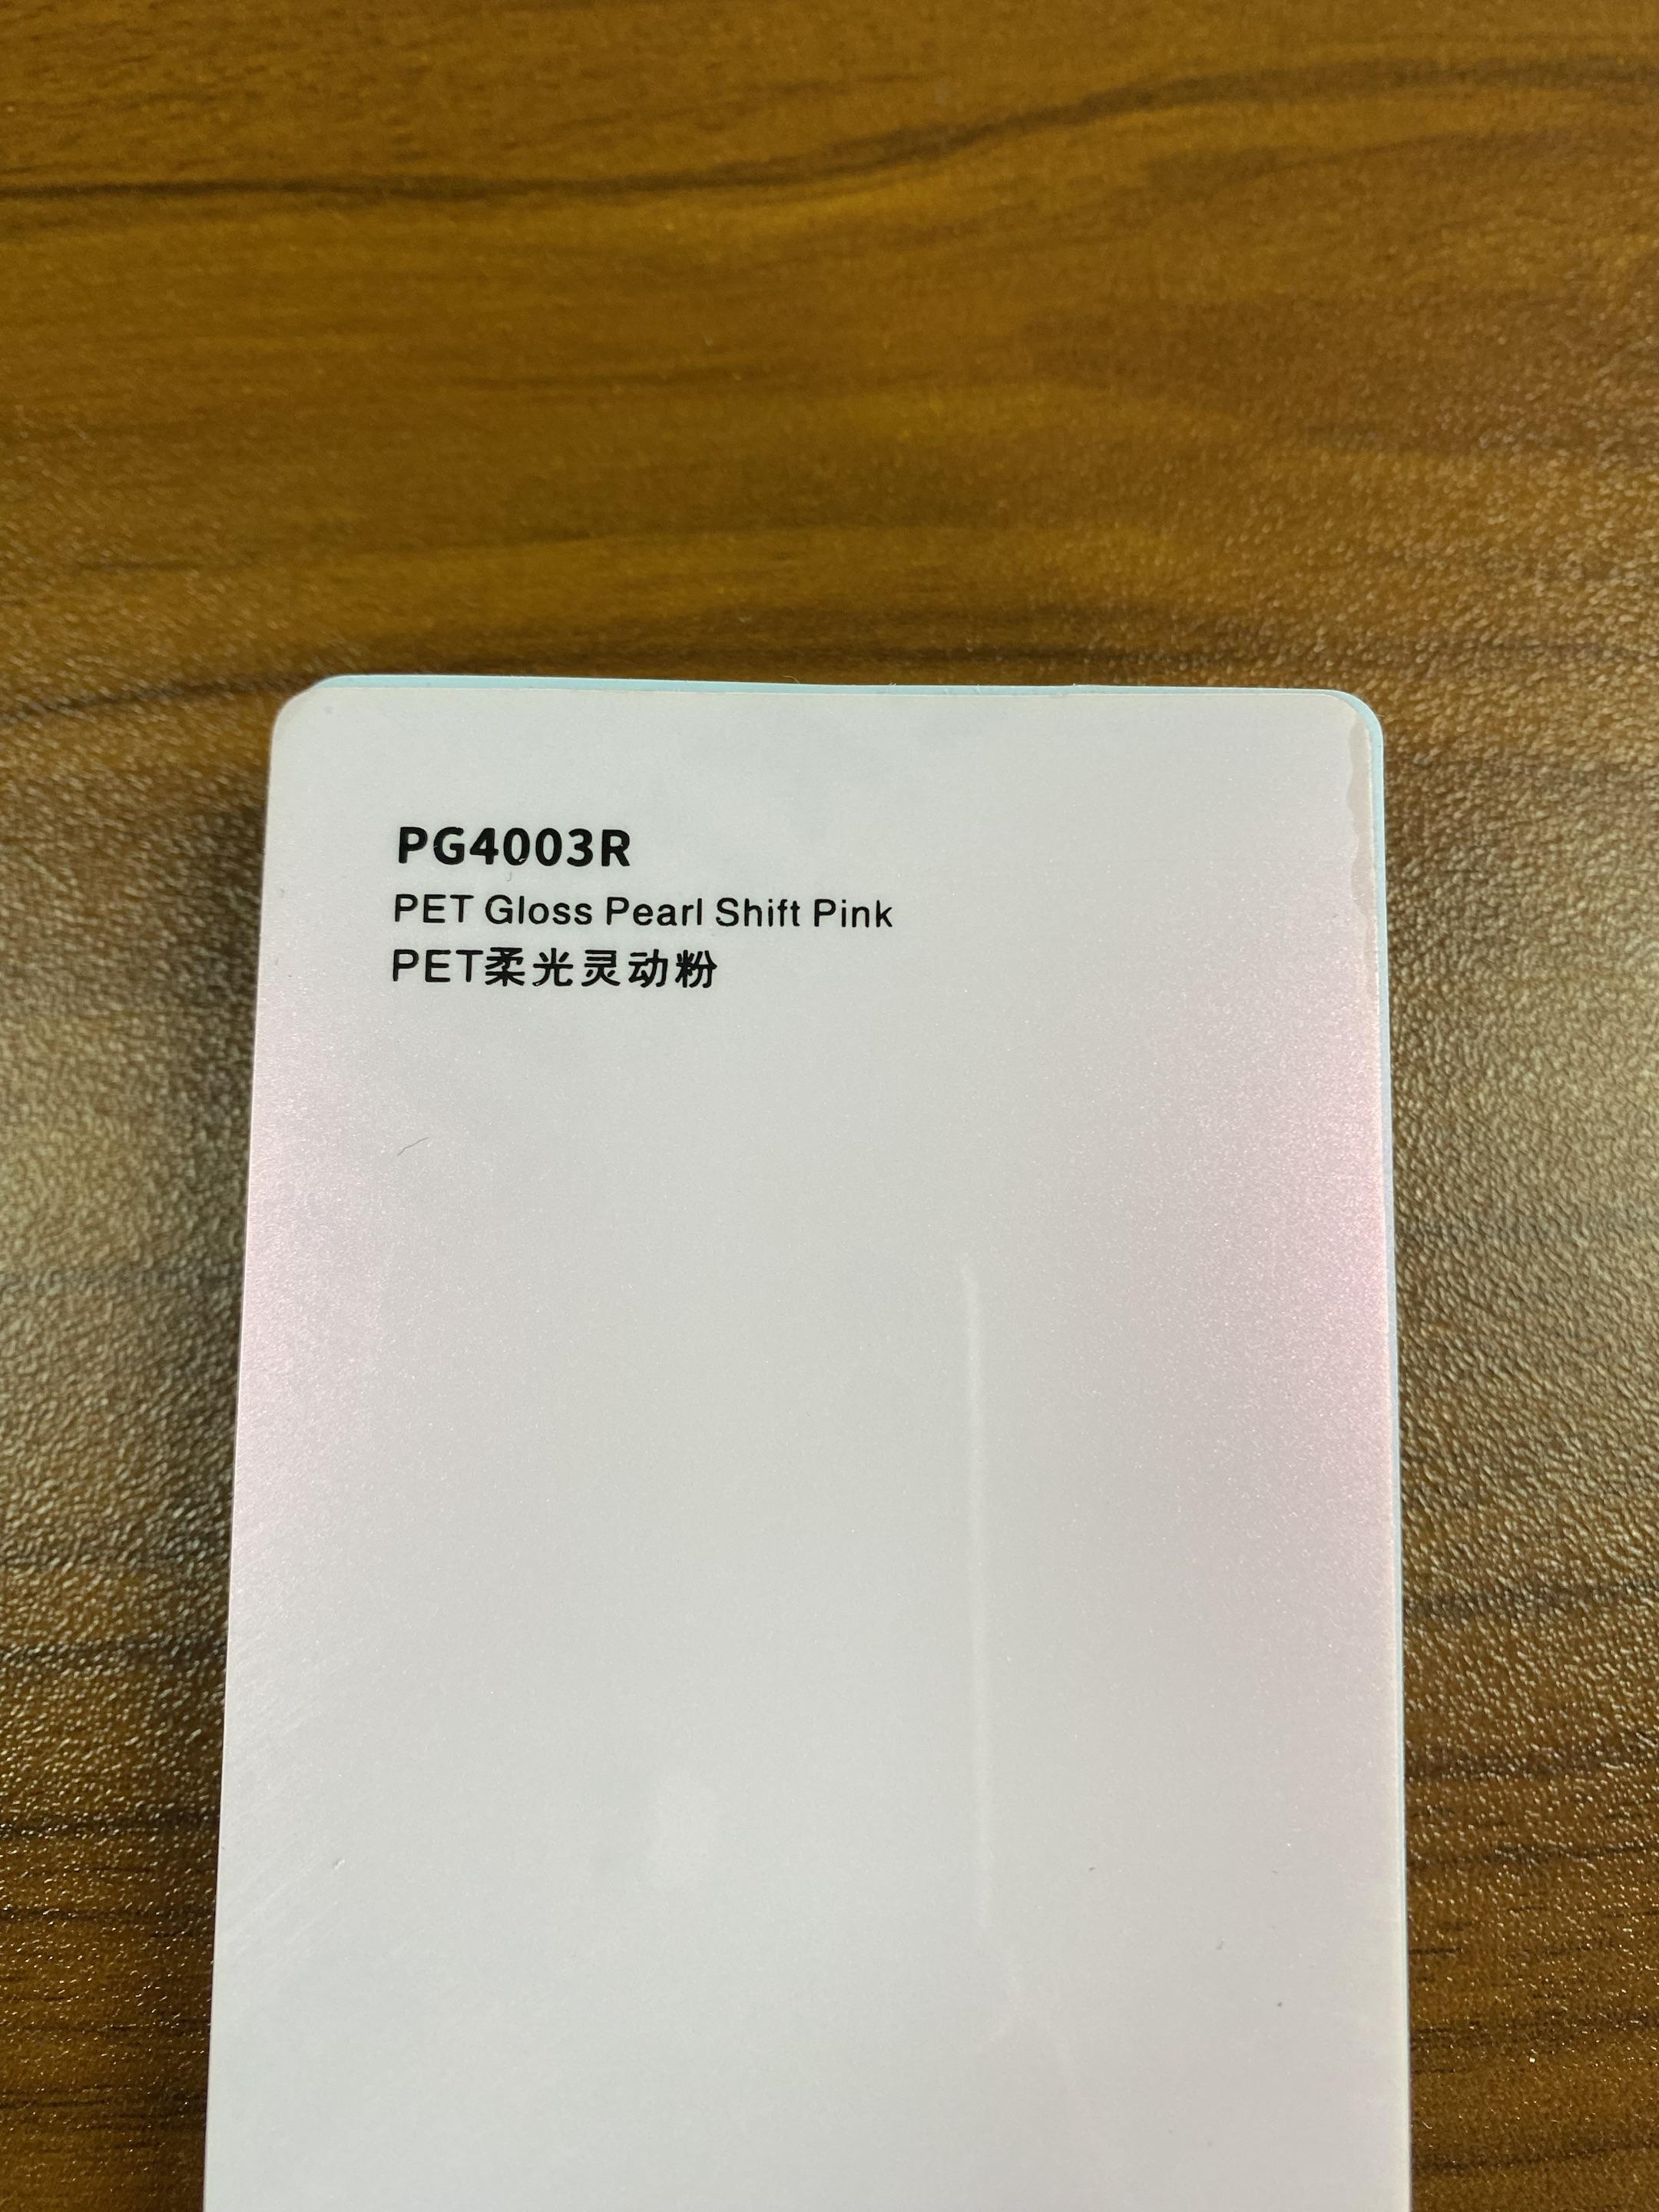 PG4003R
PET Gloss Pearl Shift Pink
PET柔光灵动粉